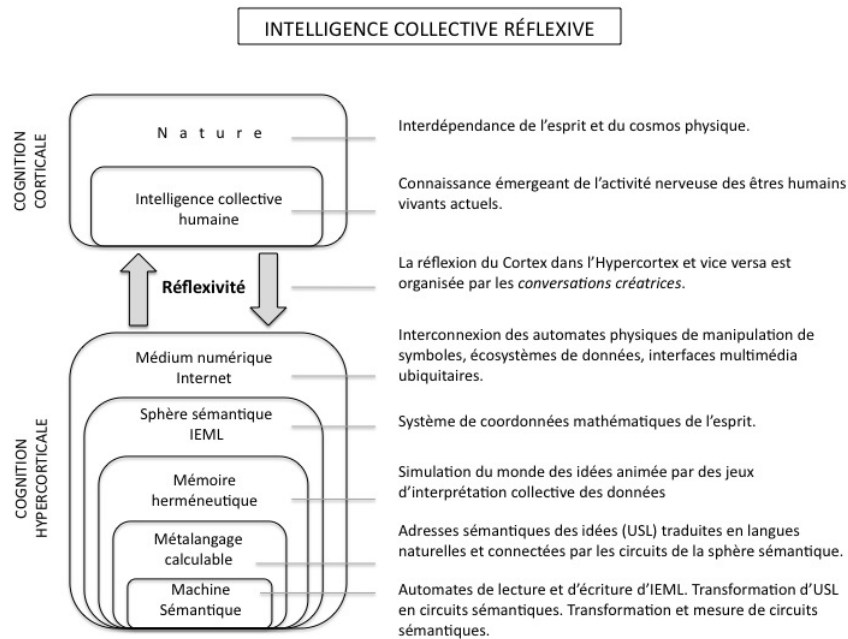 INTELLIGENCE COLLECTIVE RÉFLEXIVE
COGNITION
CORTICALE
N a t u r e
Interdépendance de l'esprit et du cosmos physique.
Intelligence collective
humaine
Connaissance émergeant de l'activité nerveuse des êtres humains
vivants actuels.
Réflexivité
La réflexion du Cortex dans l'Hypercortex et vice versa est
organisée par les conversations créatrices.
COGNITION
HYPERCORTICALE
Médium numérique
Internet
Interconnexion des automates physiques de manipulation de
symboles, écosystèmes de données, interfaces multimédia
ubiquitaires.
Sphère sémantique
IEML
Système de coordonnées mathématiques de l'esprit.
Mémoire
herméneutique
Simulation du monde des idées animée par des jeux
d'interprétation collective des données
Métalangage
calculable
Adresses sémantiques des idées (USL) traduites en langues
naturelles et connectées par les circuits de la sphère sémantique.
Machine
Sémantique
Automates de lecture et d'écriture d'IEML. Transformation d'USL
en circuits sémantiques. Transformation et mesure de circuits
sémantiques.